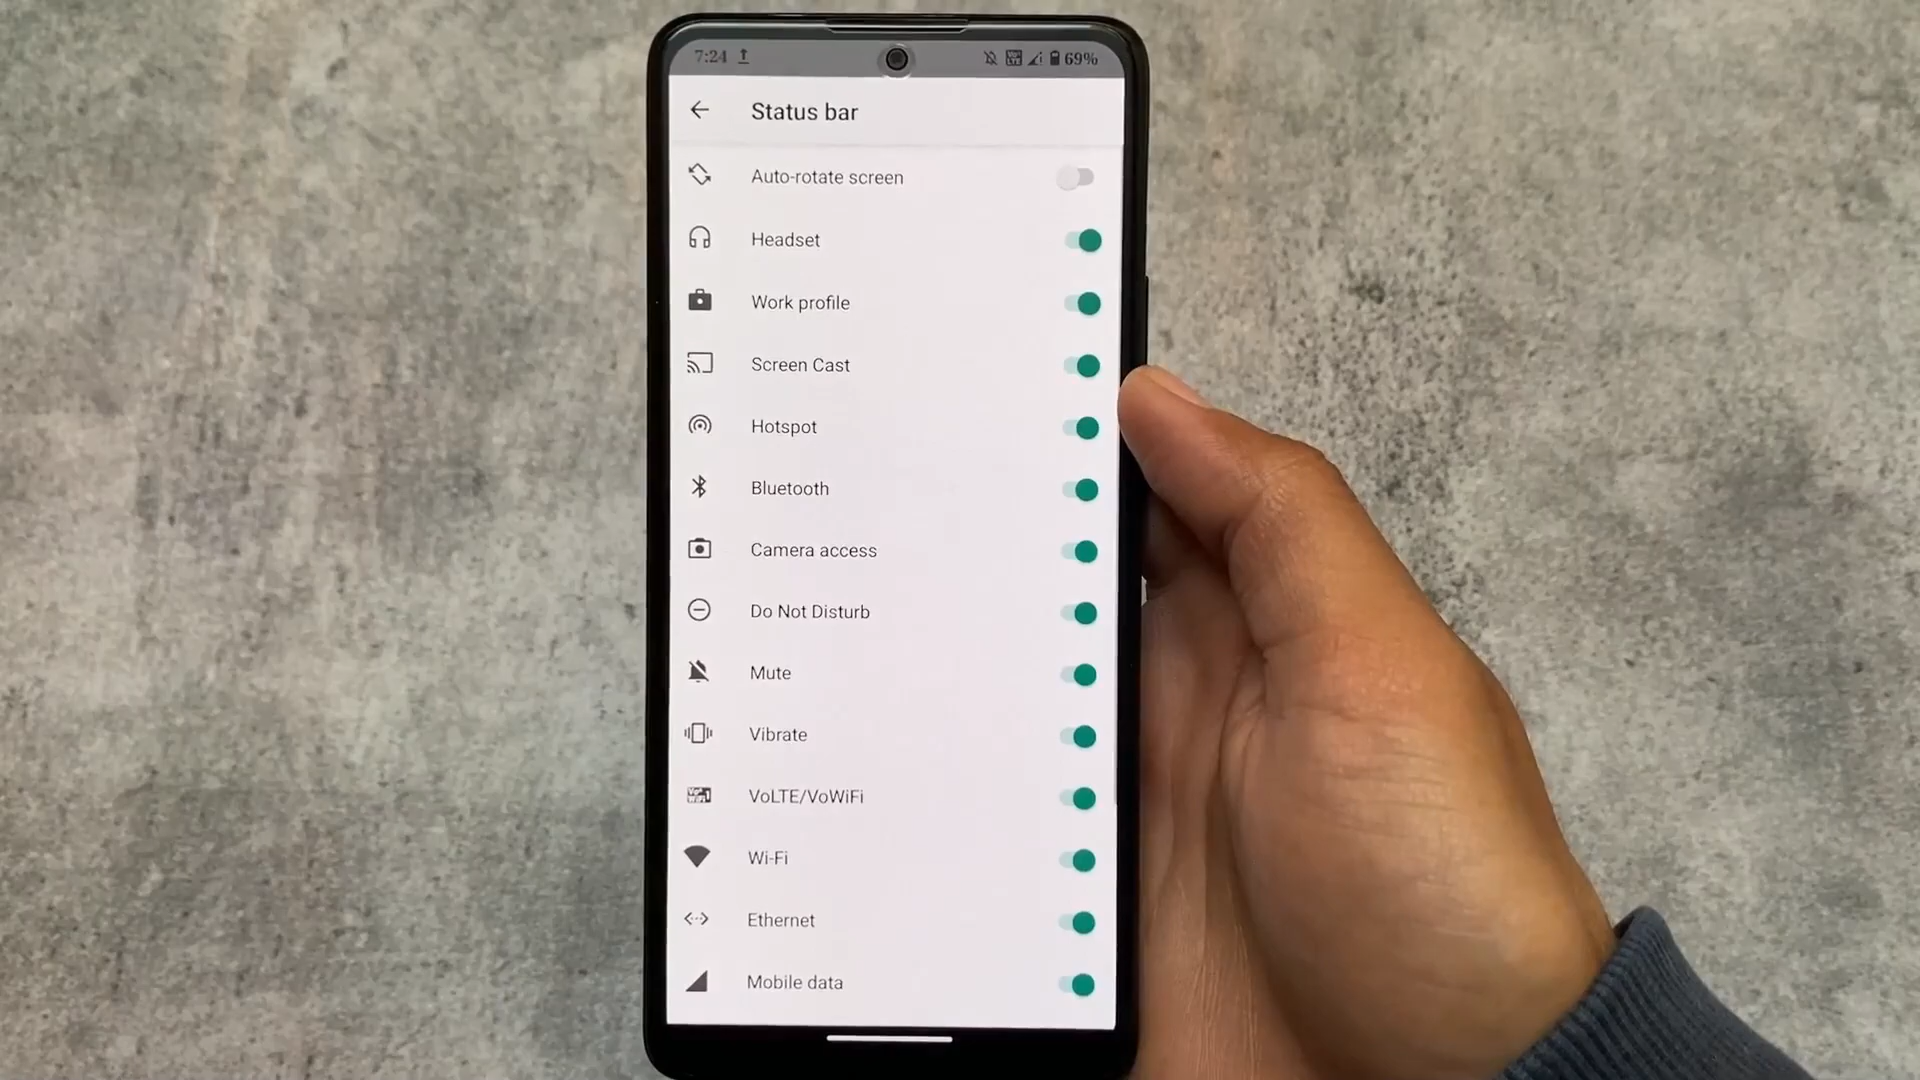 7:24 69%
Status bar
Auto-rotate screen
Headset
Work profile
Screen Cast
Hotspot
Bluetooth
Camera access
Do Not Disturb
Mute
Vibrate
VoLTE/VoWiFi
Wi-Fi
Ethernet
Mobile data